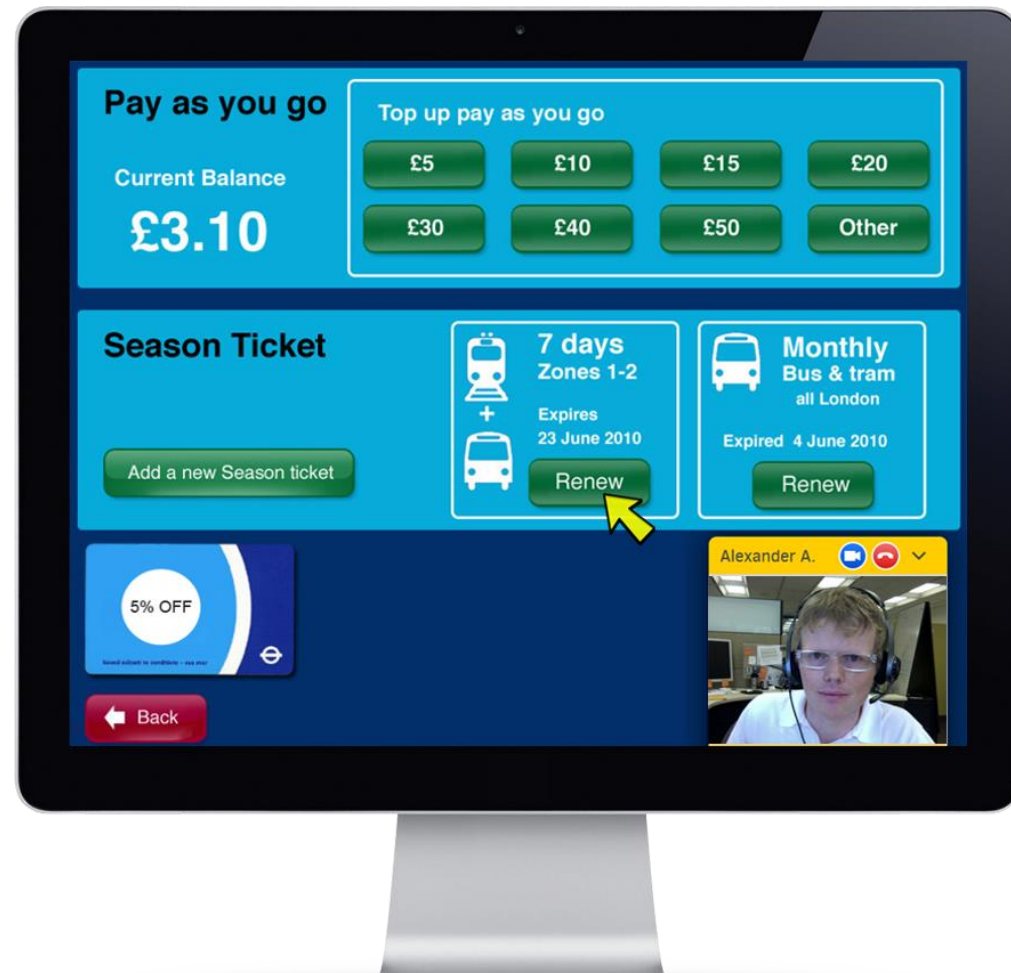 Pay as you go
Current Balance
£3.10
Top up pay as you go
£5
£10
£15
£20
£30
£40
£50
Other
Season Ticket
Add a new Season ticket
7 days
Zones 1-2
+
Expires
23 June 2010
Renew
Monthly
Bus & tram
all London
Expired 4 June 2010
Renew
5% OFF
Alexander A.
Back